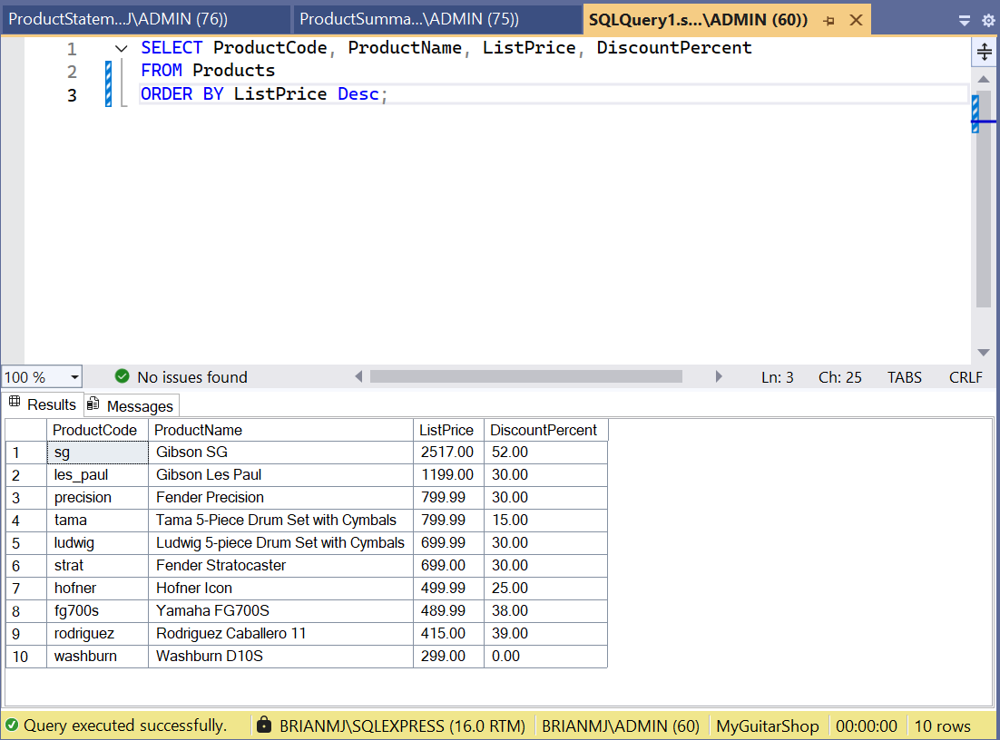 ProductStatem...J\ADMIN (76)) ProductSumma...\ADMIN (75)) SQLQuery1.s...\ADMIN (60))
1 SELECT ProductCode, ProductName, ListPrice, DiscountPercent
2 FROM Products
3 ORDER BY ListPrice Desc;
100 % No issues found Ln: 3 Ch: 25 TABS CRLF
Results Messages
ProductCode ProductName ListPrice DiscountPercent
1 sg Gibson SG 2517.00 52.00
2 les_paul Gibson Les Paul 1199.00 30.00
3 precision Fender Precision 799.99 30.00
4 tama Tama 5-Piece Drum Set with Cymbals 799.99 15.00
5 ludwig Ludwig 5-piece Drum Set with Cymbals 699.99 30.00
6 strat Fender Stratocaster 699.00 30.00
7 hofner Hofner Icon 499.99 25.00
8 fg700s Yamaha FG700S 489.99 38.00
9 rodriguez Rodriguez Caballero 11 415.00 39.00
10 washburn Washburn D10S 299.00 0.00
Query executed successfully. BRIANMJ\SQLEXPRESS (16.0 RTM) BRIANMJ\ADMIN (60) MyGuitarShop 00:00:00 10 rows